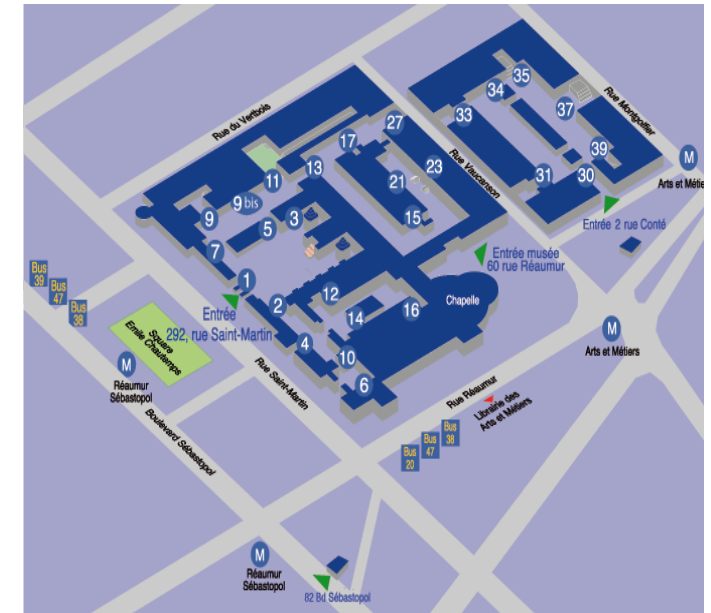 35
34
37
Rue Montgolfier
27
33
Rue du Vertbois
17
39
M
Arts et Métiers
13
23
Rue Vaucanson
11
21
31
30
9 bis
9
3
15
5
Entrée 2 rue Conté
7
Entrée musée
60 rue Réaumur
Bus
39
Bus
47
Bus
38
1
Entrée
292, rue Saint-Martin
2
12
Chapelle
16
14
Square
Emile Chautemps
4
10
M
Arts et Métiers
M
Réaumur
Sébastopol
Rue Saint-Martin
6
Rue Réaumur
Librairie des
Arts et Métiers
Boulevard Sébastopol
Bus
20
Bus
47
Bus
38
M
Réaumur
Sébastopol
82 Bd Sébastopol